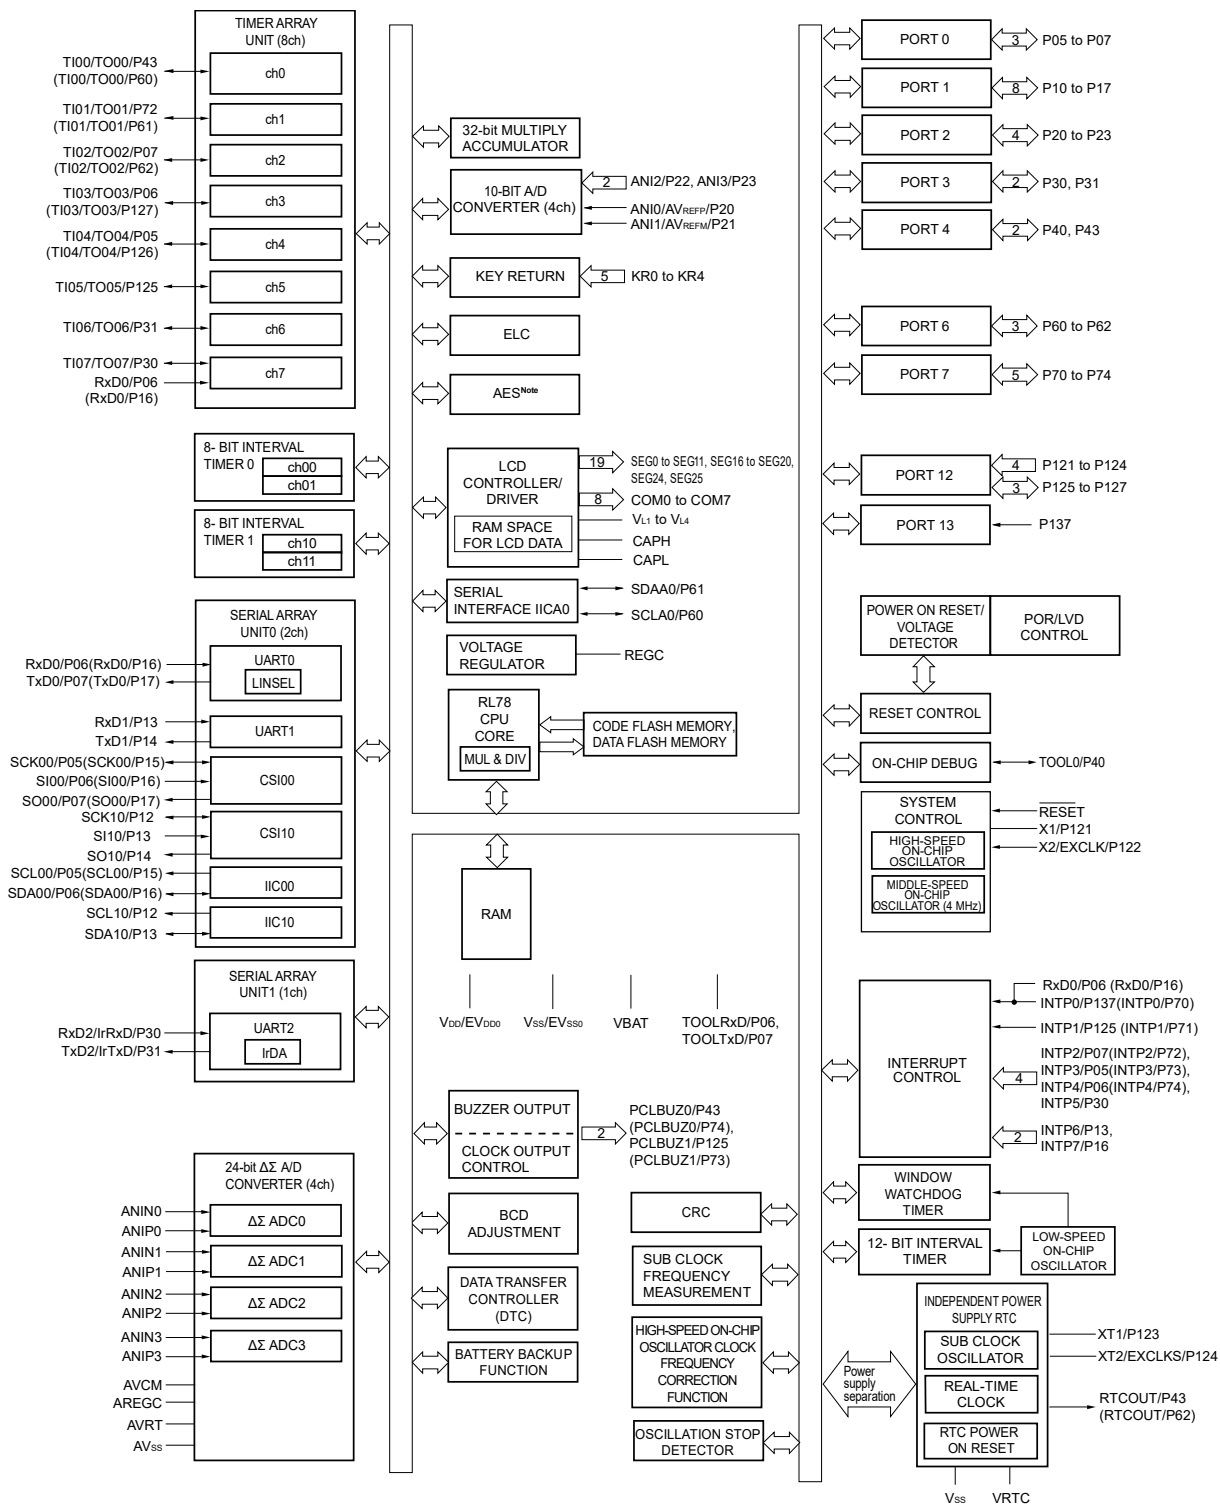 TIMER ARRAY
UNIT (8ch)
TI00/TO00/P43
(TI00/TO00/P60)
ch0
TI01/TO01/P72
(TI01/TO01/P61)
ch1
TI02/TO02/P07
(TI02/TO02/P62)
ch2
TI03/TO03/P06
(TI03/TO03/P127)
ch3
TI04/TO04/P05
(TI04/TO04/P126)
ch4
TI05/TO05/P125
ch5
TI06/TO06/P31
ch6
TI07/TO07/P30
RxD0/P06
(RxD0/P16)
ch7
8- BIT INTERVAL
TIMER 0
ch00
ch01
8- BIT INTERVAL
TIMER 1
ch10
ch11
SERIAL ARRAY
UNIT0 (2ch)
RxD0/P06(RxD0/P16)
TxD0/P07(TxD0/P17)
UART0
LINSEL
RxD1/P13
TxD1/P14
UART1
SCK00/P05(SCK00/P15)
SI00/P06(SI00/P16)
SO00/P07(SO00/P17)
CSI00
SCK10/P12
SI10/P13
SO10/P14
CSI10
SCL00/P05(SCL00/P15)
SDA00/P06(SDA00/P16)
IIC00
SCL10/P12
SDA10/P13
IIC10
SERIAL ARRAY
UNIT1 (1ch)
RxD2/IrRxD/P30
TxD2/IrTxD/P31
UART2
IrDA
24-bit ΔΣ A/D
CONVERTER (4ch)
ANIN0
ANIP0
ΔΣ ADC0
ANIN1
ANIP1
ΔΣ ADC1
ANIN2
ANIP2
ΔΣ ADC2
ANIN3
ANIP3
ΔΣ ADC3
AVCM
AREGC
AVRT
AVss
32-bit MULTIPLY
ACCUMULATOR
10-BIT A/D
CONVERTER (4ch)
2
ANI2/P22, ANI3/P23
ANI0/AVREFP/P20
ANI1/AVREFM/P21
KEY RETURN
5
KR0 to KR4
ELC
AESNote
LCD
CONTROLLER/
DRIVER
RAM SPACE
FOR LCD DATA
19
SEG0 to SEG11, SEG16 to SEG20,
SEG24, SEG25
8
COM0 to COM7
VL1 to VL4
CAPH
CAPL
SERIAL
INTERFACE IICA0
SDAA0/P61
SCLA0/P60
VOLTAGE
REGULATOR
REGC
RL78
CPU
CORE
MUL & DIV
CODE FLASH MEMORY,
DATA FLASH MEMORY
RAM
VDD/EVDD0
Vss/EVss0
VBAT
TOOLRxD/P06,
TOOLTxD/P07
BUZZER OUTPUT
CLOCK OUTPUT
CONTROL
2
PCLBUZ0/P43
(PCLBUZ0/P74),
PCLBUZ1/P125
(PCLBUZ1/P73)
BCD
ADJUSTMENT
DATA TRANSFER
CONTROLLER
(DTC)
BATTERY BACKUP
FUNCTION
CRC
SUB CLOCK
FREQUENCY
MEASUREMENT
HIGH-SPEED ON-CHIP
OSCILLATOR CLOCK
FREQUENCY
CORRECTION
FUNCTION
OSCILLATION STOP
DETECTOR
PORT 0
3
P05 to P07
PORT 1
8
P10 to P17
PORT 2
4
P20 to P23
PORT 3
2
P30, P31
PORT 4
2
P40, P43
PORT 6
3
P60 to P62
PORT 7
5
P70 to P74
PORT 12
4
P121 to P124
3
P125 to P127
PORT 13
P137
POWER ON RESET/
VOLTAGE
DETECTOR
POR/LVD
CONTROL
RESET CONTROL
ON-CHIP DEBUG
TOOL0/P40
SYSTEM
CONTROL
HIGH-SPEED
ON-CHIP
OSCILLATOR
MIDDLE-SPEED
ON-CHIP
OSCILLATOR (4 MHz)
RESET
X1/P121
X2/EXCLK/P122
INTERRUPT
CONTROL
RxD0/P06 (RxD0/P16)
INTP0/P137(INTP0/P70)
INTP1/P125 (INTP1/P71)
4
INTP2/P07(INTP2/P72),
INTP3/P05(INTP3/P73),
INTP4/P06(INTP4/P74),
INTP5/P30
2
INTP6/P13,
INTP7/P16
WINDOW
WATCHDOG
TIMER
12- BIT INTERVAL
TIMER
LOW-SPEED
ON-CHIP
OSCILLATOR
Power
supply
separation
INDEPENDENT POWER
SUPPLY RTC
SUB CLOCK
OSCILLATOR
REAL-TIME
CLOCK
RTC POWER
ON RESET
XT1/P123
XT2/EXCLKS/P124
RTCOUT/P43
(RTCOUT/P62)
Vss
VRTC